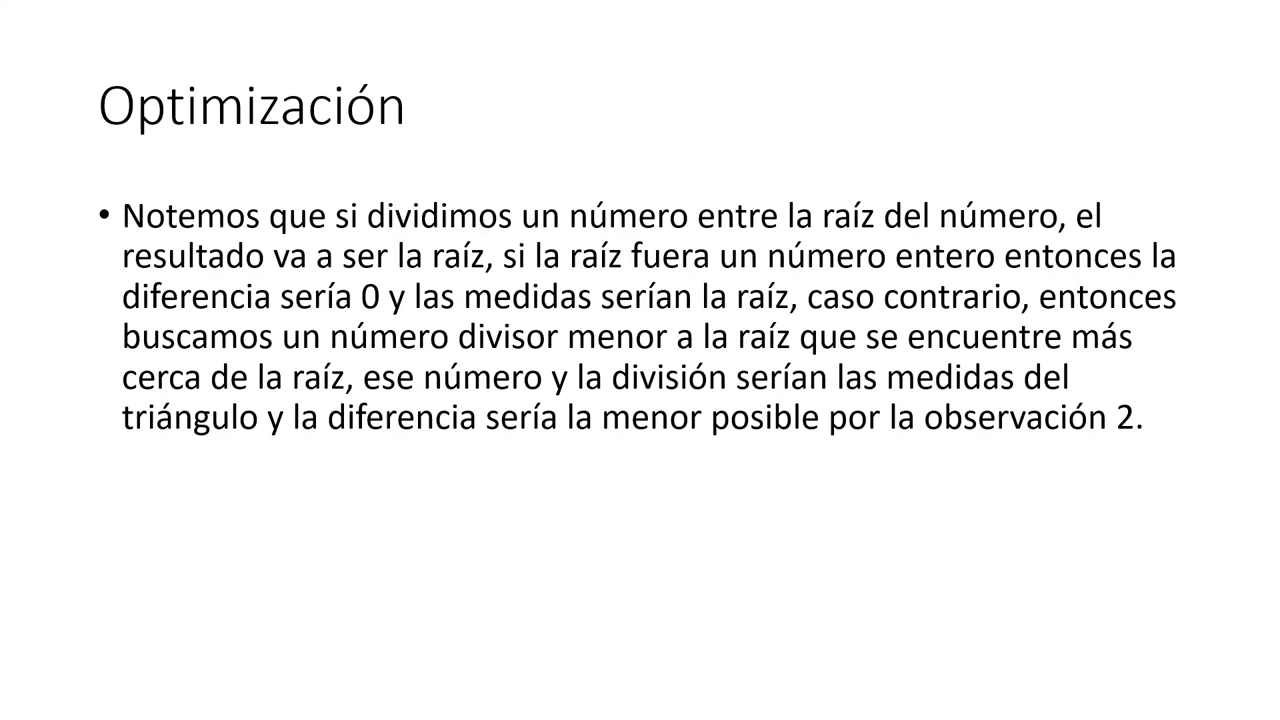 Optimización
• Notemos que si dividimos un número entre la raíz del número, el
resultado va a ser la raíz, si la raíz fuera un número entero entonces la
diferencia sería 0 y las medidas serían la raíz, caso contrario, entonces
buscamos un número divisor menor a la raíz que se encuentre más
cerca de la raíz, ese número y la división serían las medidas del
triángulo y la diferencia sería la menor posible por la observación 2.